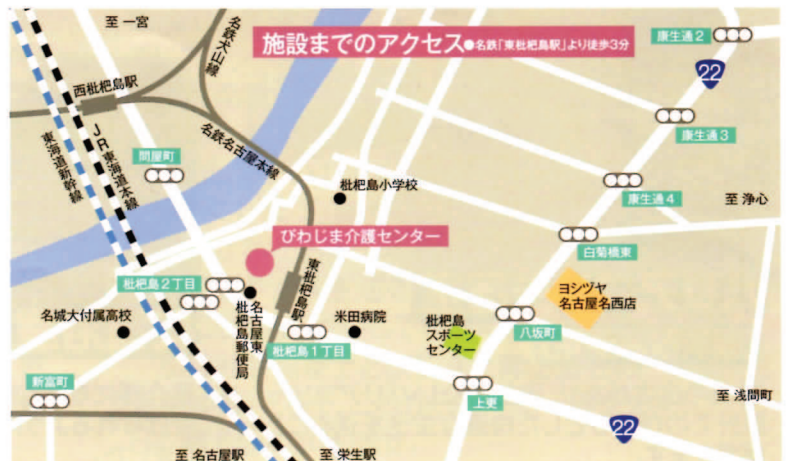 至 一宮
名鉄犬山線
施設までのアクセス●名鉄「東枇杷島駅」より徒歩3分
康生通2
22
西枇杷島駅
JR東海道本線
東海道新幹線
名鉄名古屋本線
問屋町
康生通3
枇杷島小学校
康生通4
至 浄心
びわじま介護センター
白菊橋東
枇杷島2丁目
東枇杷島駅
ヨシヅヤ
名古屋名西店
名城大付属高校
名古屋東
枇杷島郵便局
米田病院
枇杷島
スポーツ
センター
八坂町
枇杷島1丁目
新富町
上更
至 浅間町
22
至 名古屋駅
至 栄生駅